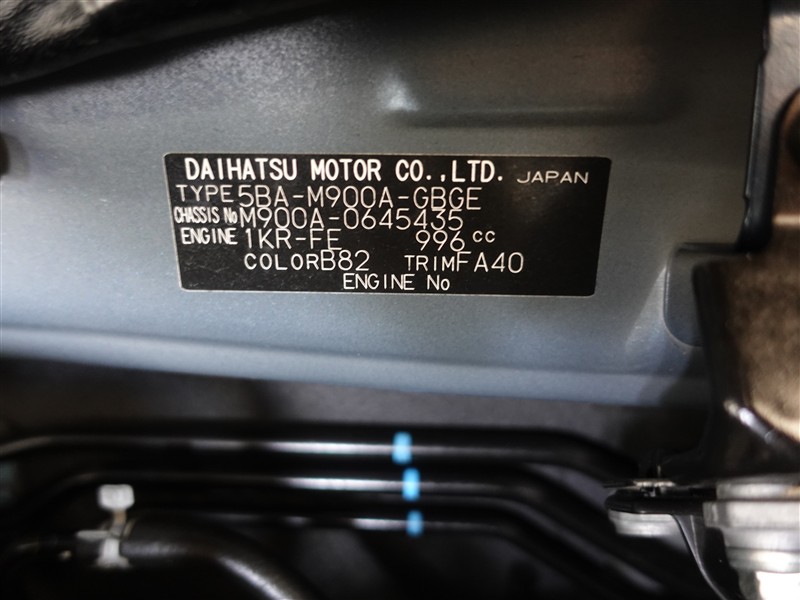 DAIHATSU MOTOR CO.,LTD. JAPAN
TYPE 5BA-M900A-GBGE
CHASSIS No M900A-0645435
ENGINE 1KR-FE 996 cc
COLOR B82 TRIM FA40
ENGINE No